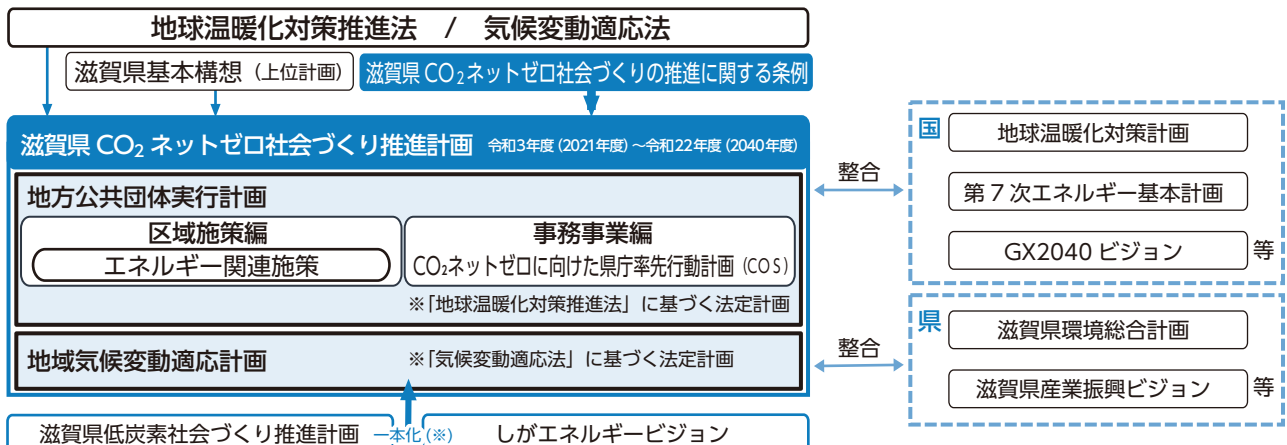 地球温暖化対策推進法 / 気候変動適応法
滋賀県基本構想（上位計画）
滋賀県 CO₂ネットゼロ社会づくりの推進に関する条例
滋賀県 CO₂ ネットゼロ社会づくり推進計画 令和3年度（2021年度）～令和22年度（2040年度）
地方公共団体実行計画
区域施策編
エネルギー関連施策
事務事業編
CO₂ネットゼロに向けた県庁率先行動計画（COS）
※「地球温暖化対策推進法」に基づく法定計画
地域気候変動適応計画
※「気候変動適応法」に基づく法定計画
滋賀県低炭素社会づくり推進計画
一本化（※）
しがエネルギービジョン
整合
国
地球温暖化対策計画
第7次エネルギー基本計画
GX2040 ビジョン
等
整合
県
滋賀県環境総合計画
滋賀県産業振興ビジョン
等